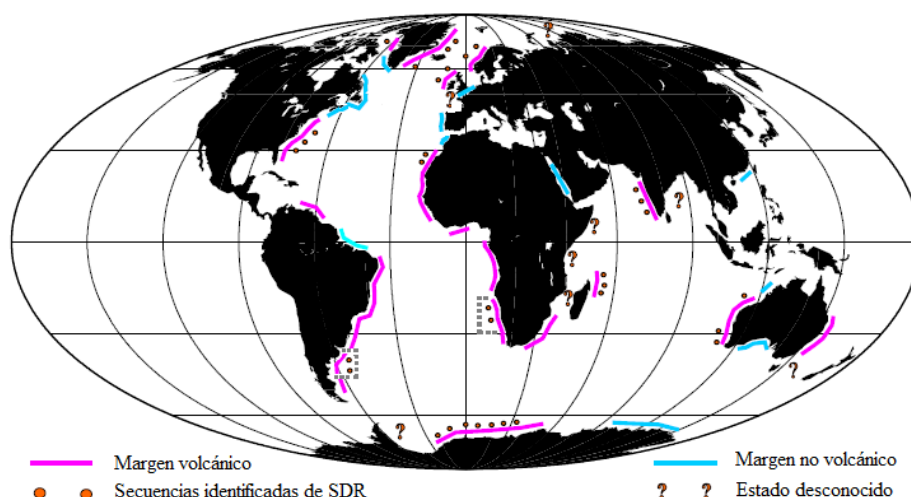 Margen volcánico
Margen no volcánico
Secuencias identificadas de SDR
? ? Estado desconocido